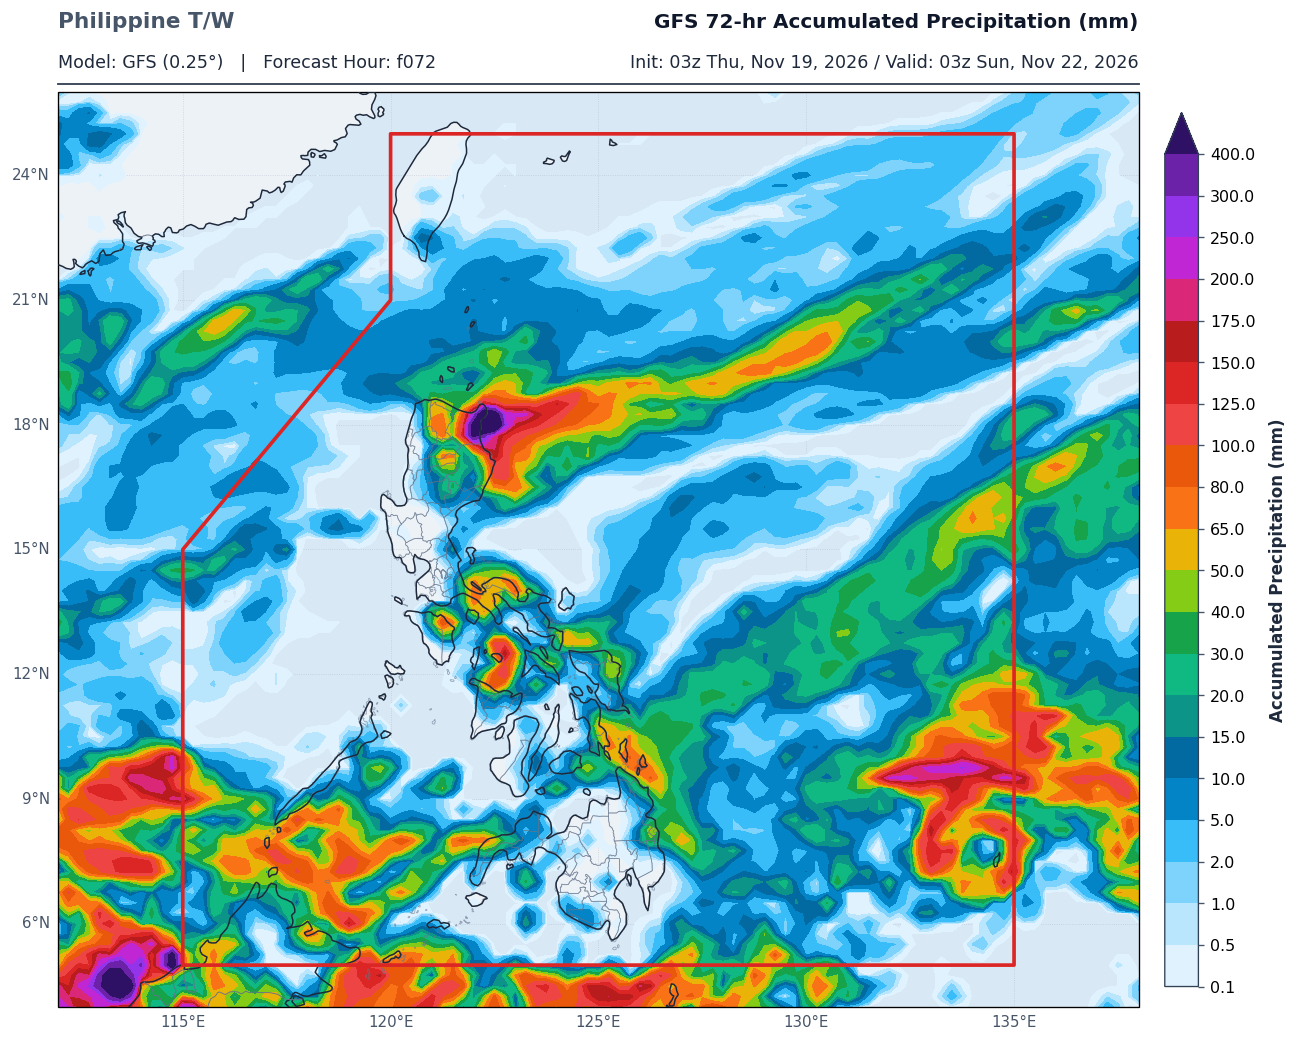 Philippine T/W
GFS 72-hr Accumulated Precipitation (mm)
Model: GFS (0.25°) | Forecast Hour: f072
Init: 03z Thu, Nov 19, 2026 / Valid: 03z Sun, Nov 22, 2026
24°N
21°N
18°N
15°N
12°N
9°N
6°N
115°E
120°E
125°E
130°E
135°E
400.0
300.0
250.0
200.0
175.0
150.0
125.0
100.0
80.0
65.0
50.0
40.0
30.0
20.0
15.0
10.0
5.0
2.0
1.0
0.5
0.1
Accumulated Precipitation (mm)